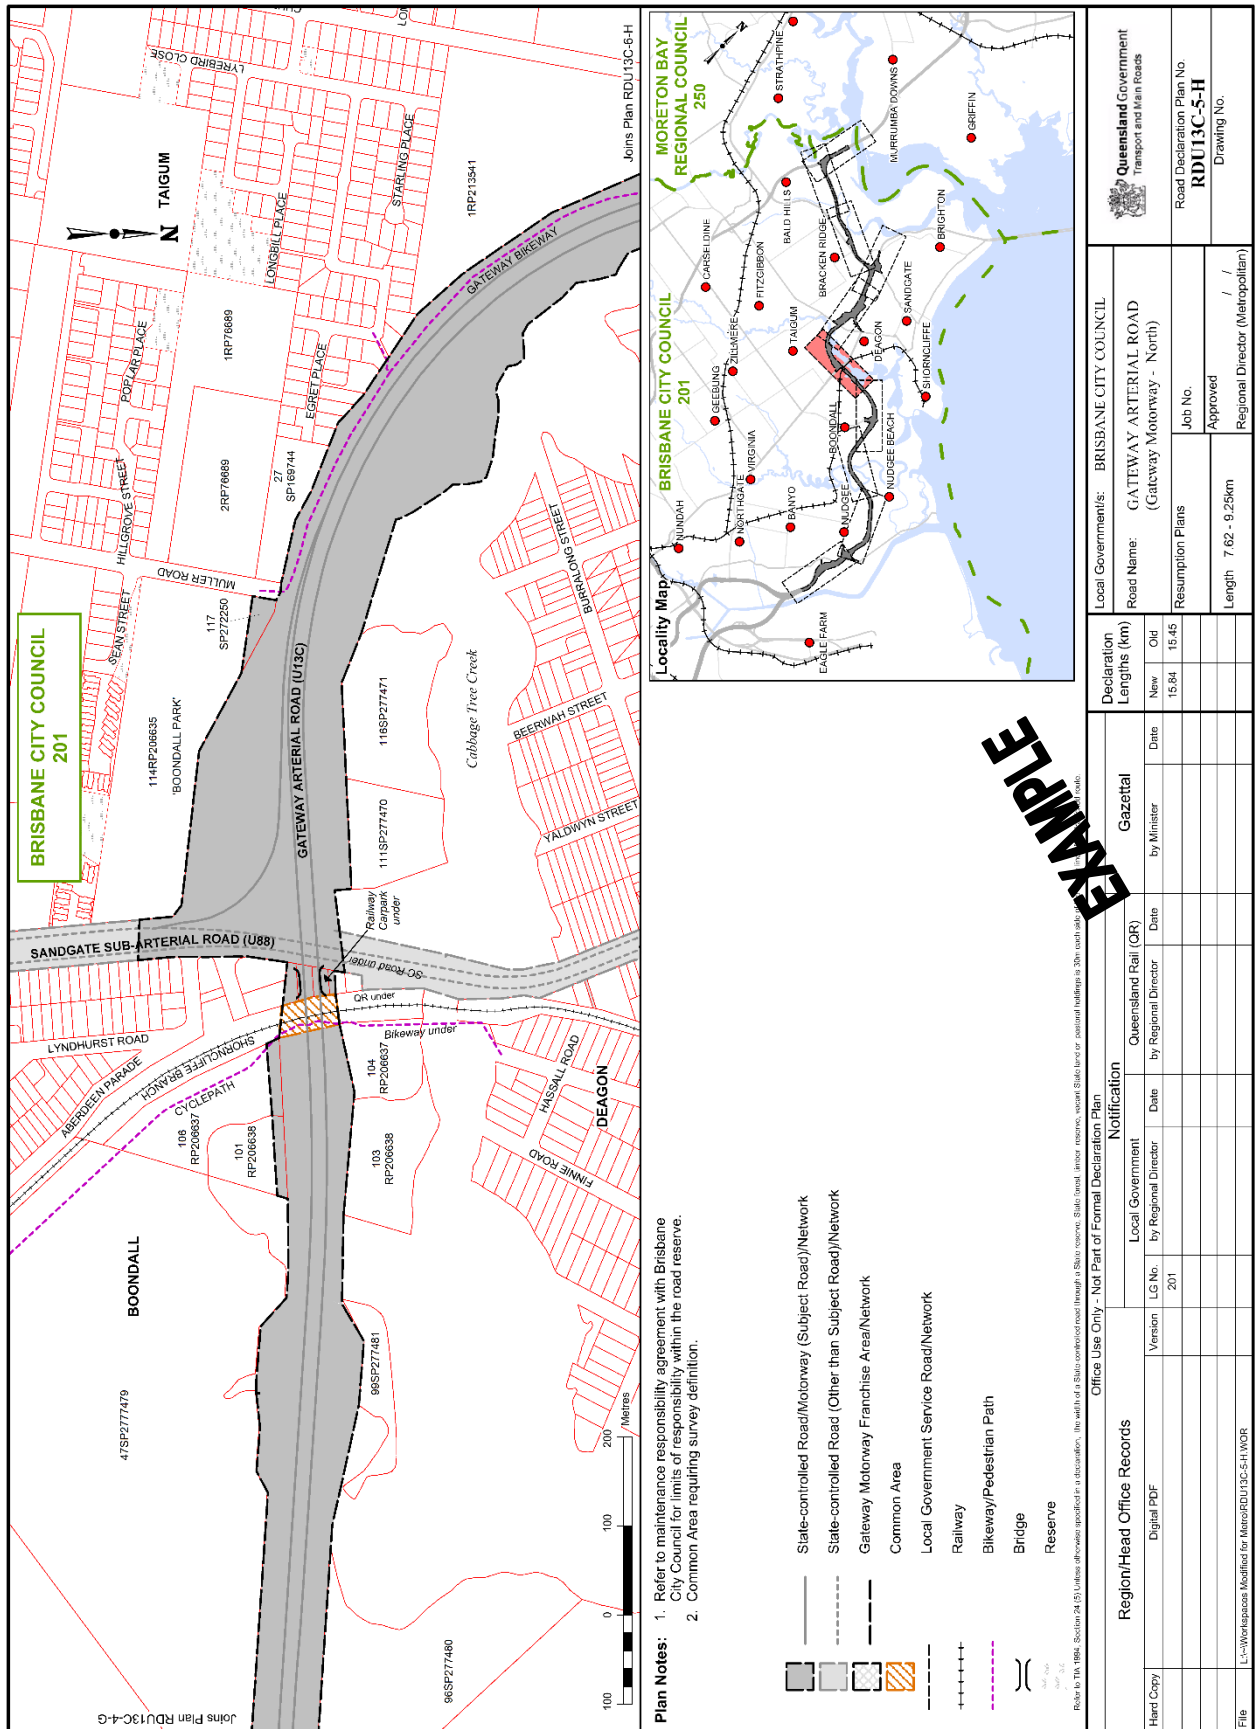 BRISBANE CITY COUNCIL
201
TAIGUM
N
LYREBIRD CLOSE
STARLING PLACE
LONGBILL PLACE
POPLAR PLACE
EGRET PLACE
HILLGROVE STREET
MULLER ROAD
SEAN STREET
1RP213541
1RP76689
2RP76689
27
SP169744
117
SP272250
114RP206635
'BOONDALL PARK'
GATEWAY BIKEWAY
Joins Plan RDU13C-6-H
GATEWAY ARTERIAL ROAD (U13C)
116SP277471
111SP277470
Cabbage Tree Creek
BURRALONG STREET
BEERWAH STREET
YALDWYN STREET
SANDGATE SUB-ARTERIAL ROAD (U88)
Railway
Carpark
under
SC Road under
QR under
Bikeway under
LYNDHURST ROAD
ABERDEEN PARADE
SHORNCLIFFE BRANCH
CYCLEPATH
106
RP206637
101
RP206638
104
RP206637
103
RP206638
HASSALL ROAD
FINNIE ROAD
DEAGON
BOONDALL
47SP2777479
99SP277481
96SP277480
Joins Plan RDU13C-4-G
100
0
100
200
Metres
Plan Notes:
1. Refer to maintenance responsibility agreement with Brisbane
City Council for limits of responsibility within the road reserve.
2. Common Area requiring survey definition.
State-controlled Road/Motorway (Subject Road)/Network
State-controlled Road (Other than Subject Road)/Network
Gateway Motorway Franchise Area/Network
Common Area
Local Government Service Road/Network
Railway
Bikeway/Pedestrian Path
Bridge
Reserve
EXAMPLE
Locality Map
BRISBANE CITY COUNCIL
201
MORETON BAY
REGIONAL COUNCIL
250
N
STRATHPINE
MURRUMBA DOWNS
GRIFFIN
BALD HILLS
BRACKEN RIDGE
BRIGHTON
CARSELDINE
FITZGIBBON
SANDGATE
ZILLMERE
TAIGUM
DEAGON
SHORNCLIFFE
GEEBUNG
BOONDALL
VIRGINIA
NUDGEE BEACH
NUNDAH
NORTHGATE
BANYO
NUDGEE
EAGLE FARM
Office Use Only - Not Part of Formal Declaration Plan
Region/Head Office Records
Notification
Gazettal
Declaration
Lengths (km)
Local Government
Queensland Rail (QR)
Hard Copy
Digital PDF
Version
LG No.
by Regional Director
Date
by Regional Director
Date
by Minister
Date
New
Old
201
15.84
15.45
File
L:\~\Workspaces Modified for Metro\RDU13C-5-H.WOR
Local Government/s: BRISBANE CITY COUNCIL
Road Name: GATEWAY ARTERIAL ROAD
(Gateway Motorway - North)
Resumption Plans
Job No.
Length 7.62 - 9.25km
Approved
/ /
Regional Director (Metropolitan)
Queensland Government
Transport and Main Roads
Road Declaration Plan No.
RDU13C-5-H
Drawing No.